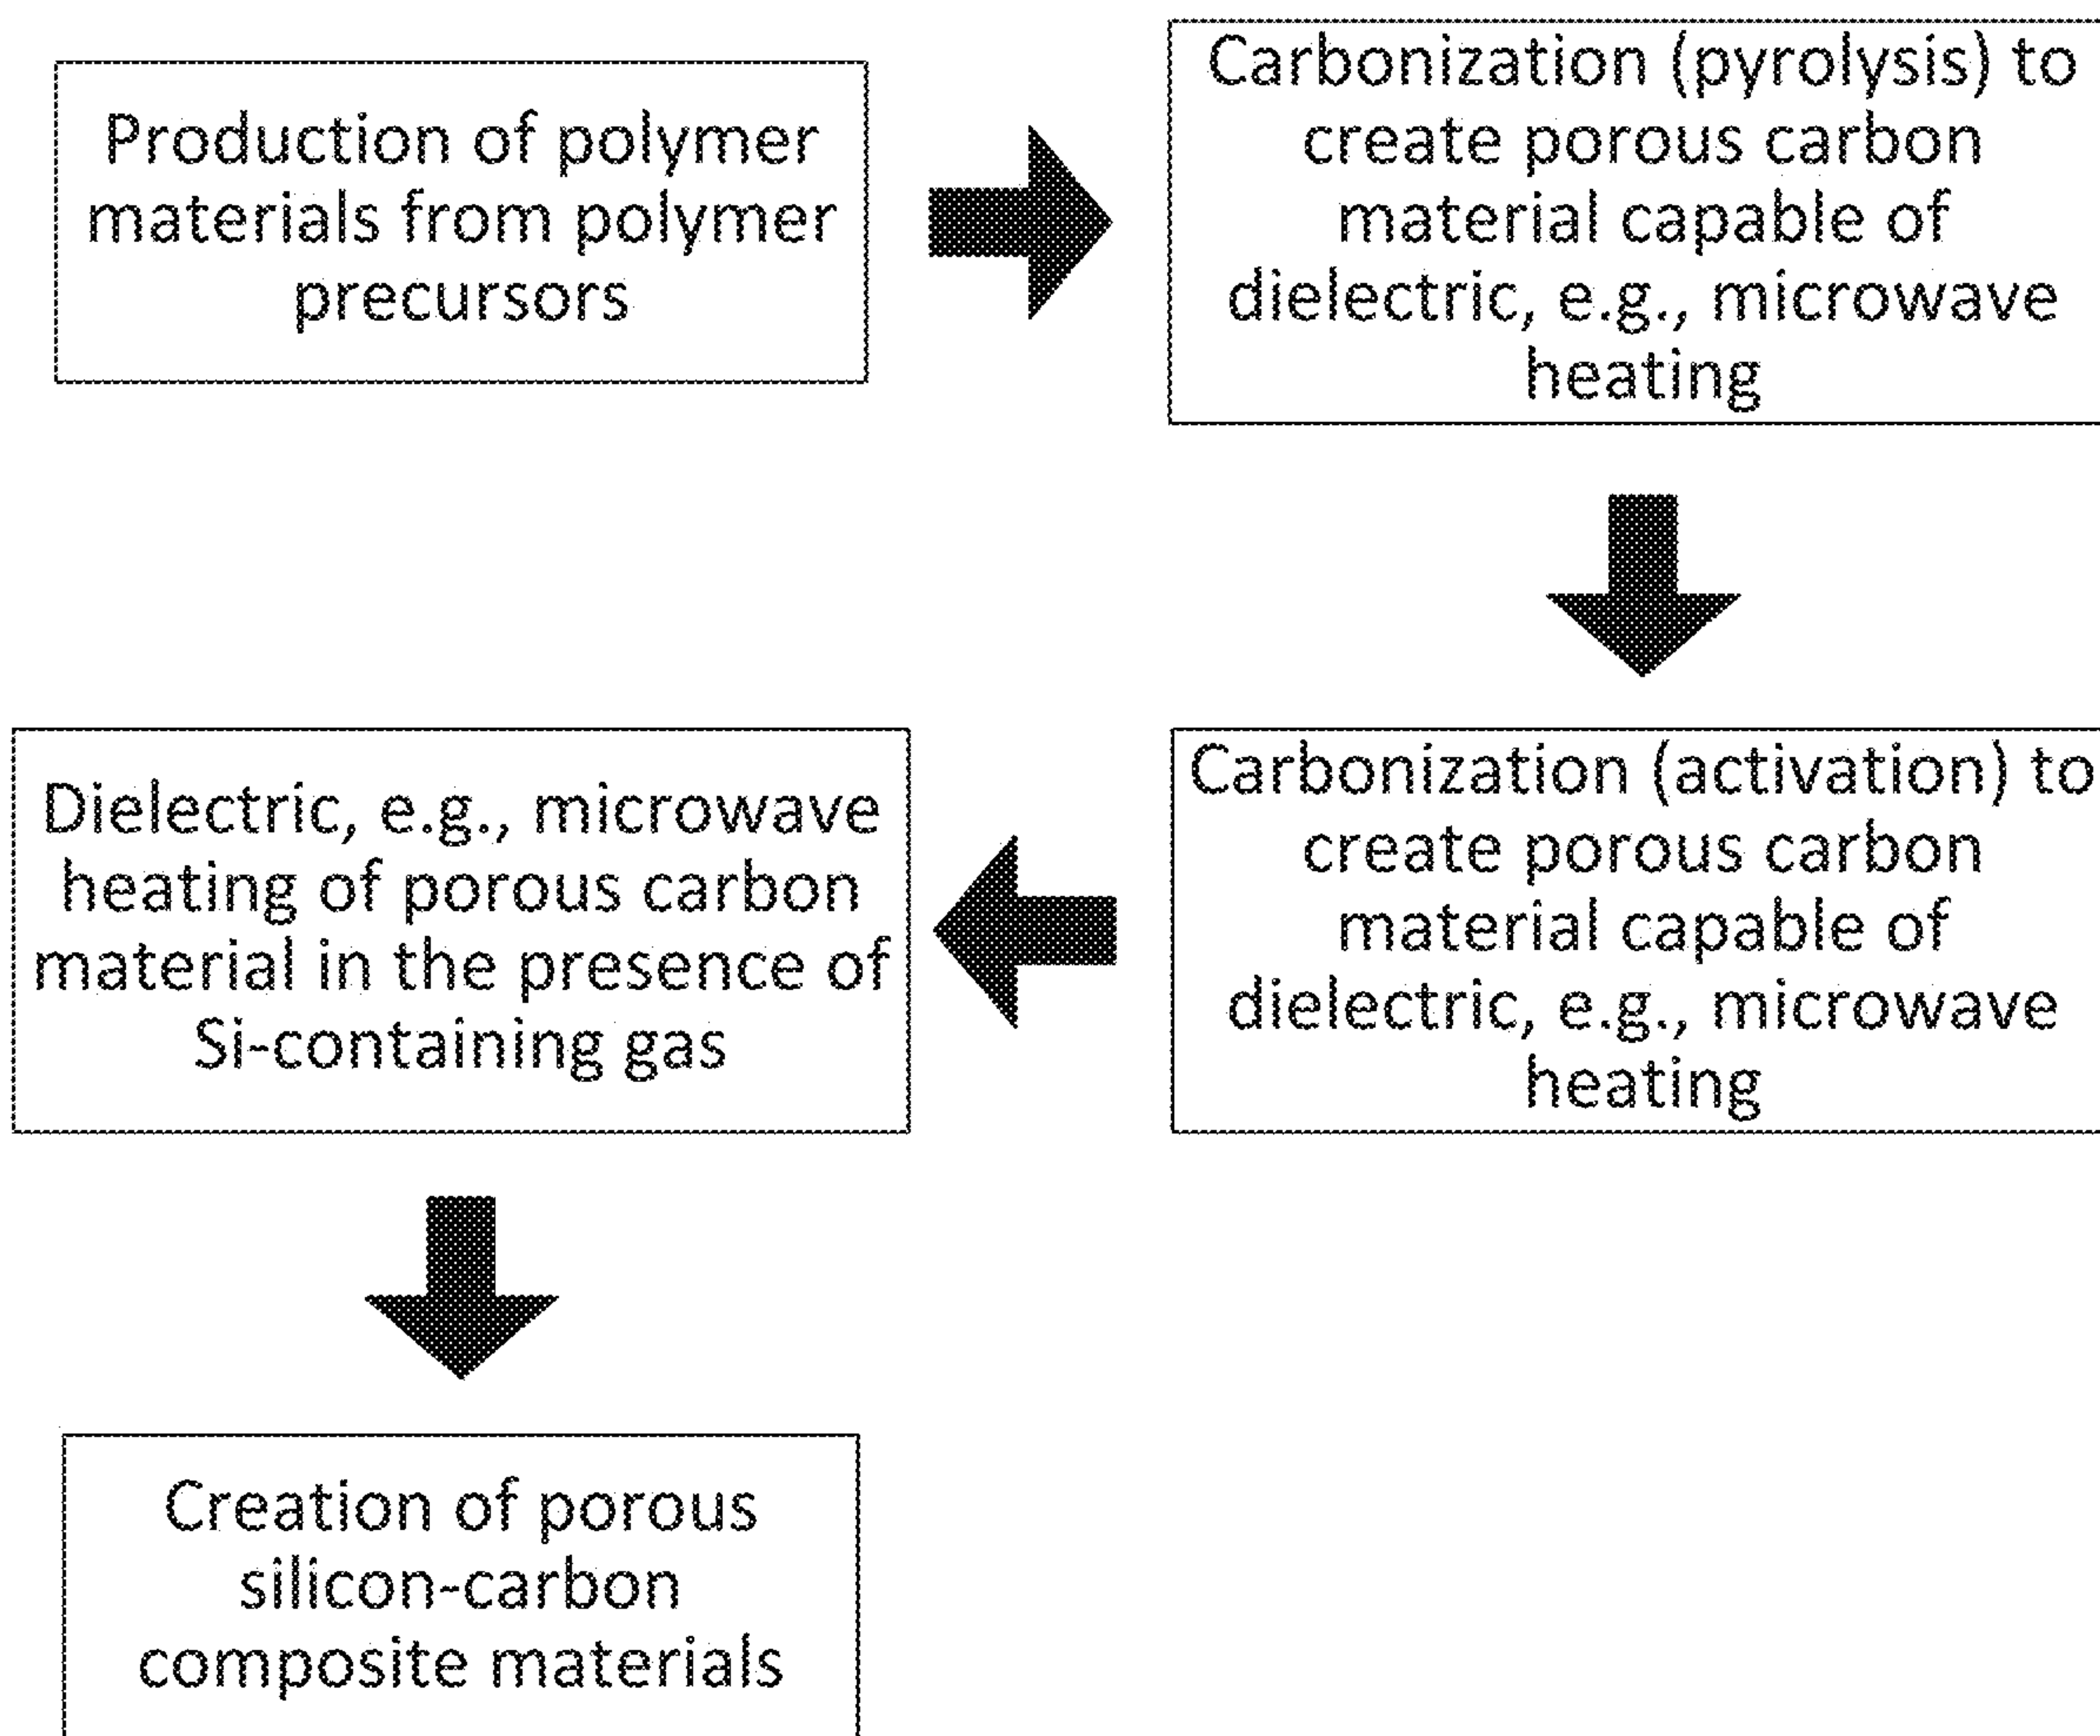 Production of polymer
materials from polymer
precursors
Carbonization (pyrolysis) to
create porous carbon
material capable of
dielectric, e.g., microwave
heating
Carbonization (activation) to
create porous carbon
material capable of
dielectric, e.g., microwave
heating
Dielectric, e.g., microwave
heating of porous carbon
material in the presence of
Si-containing gas
Creation of porous
silicon-carbon
composite materials